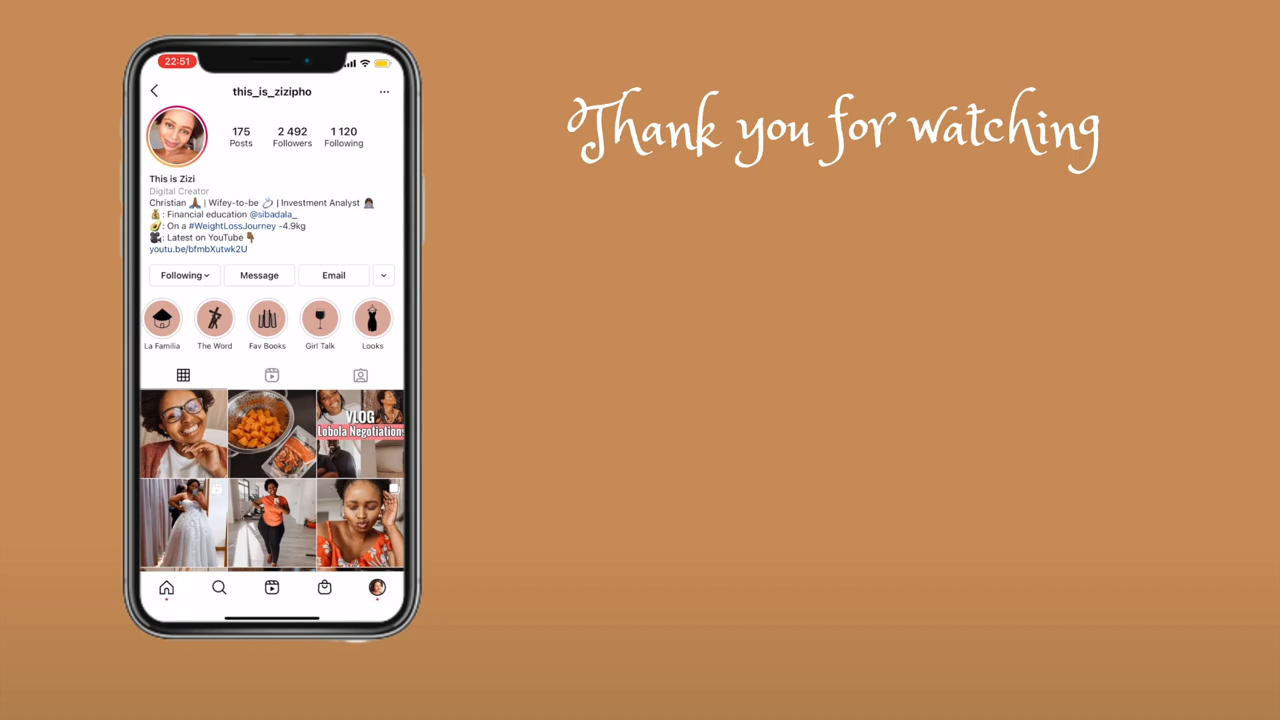 22:51
this_is_zizipho
175
Posts
2 492
Followers
1 120
Following
This is Zizi
Digital Creator
Christian 🙏🏾 | Wifey-to-be 💍 | Investment Analyst 👩🏾‍💼
💰: Financial education @sibadala_
🥑: On a #WeightLossJourney -4.9kg
🎥: Latest on YouTube 👇🏾
youtu.be/bfmbXutwk2U
Following
Message
Email
La Familia
The Word
Fav Books
Girl Talk
Looks
VLOG
Lobola Negotiations
Thank you for watching